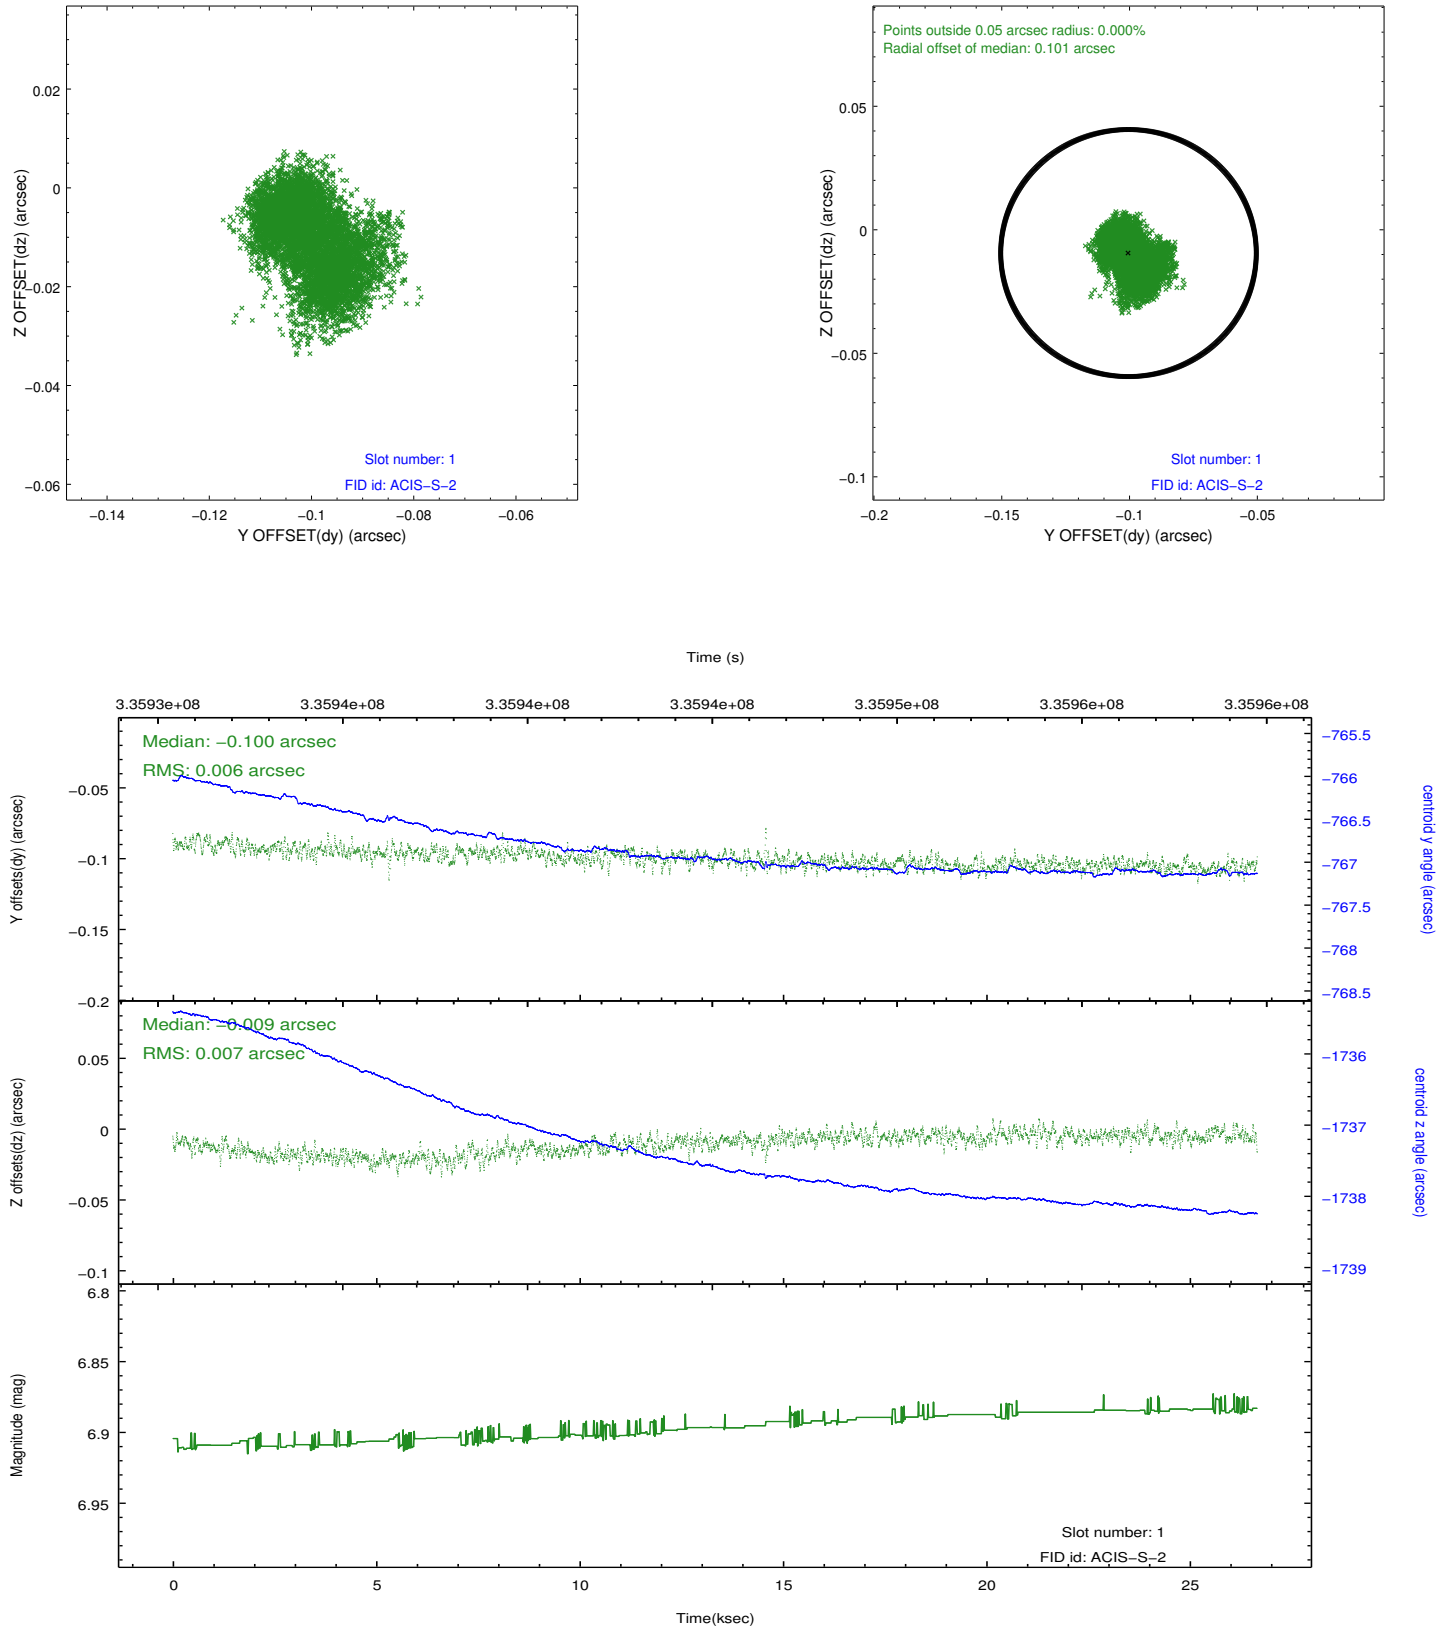 0.02
0
−0.02
−0.04
−0.06
Z OFFSET(dz) (arcsec)
Slot number: 1
FID id: ACIS−S−2
−0.14
−0.12
−0.1
−0.08
−0.06
Y OFFSET(dy) (arcsec)
Points outside 0.05 arcsec radius: 0.000%
Radial offset of median: 0.101 arcsec
0.05
0
−0.05
−0.1
Z OFFSET(dz) (arcsec)
Slot number: 1
FID id: ACIS−S−2
−0.2
−0.15
−0.1
−0.05
Y OFFSET(dy) (arcsec)
Time (s)
3.3593e+08
3.3594e+08
3.3594e+08
3.3594e+08
3.3595e+08
3.3596e+08
3.3596e+08
Median: −0.100 arcsec
RMS: 0.006 arcsec
−0.05
−0.1
−0.15
−0.2
Y offsets(dy) (arcsec)
−765.5
−766
−766.5
−767
−767.5
−768
−768.5
centroid y angle (arcsec)
Median: −0.009 arcsec
RMS: 0.007 arcsec
0.05
0
−0.05
−0.1
Z offsets(dz) (arcsec)
−1736
−1737
−1738
−1739
centroid z angle (arcsec)
6.8
6.85
6.9
6.95
Magnitude (mag)
Slot number: 1
FID id: ACIS−S−2
0
5
10
15
20
25
Time(ksec)